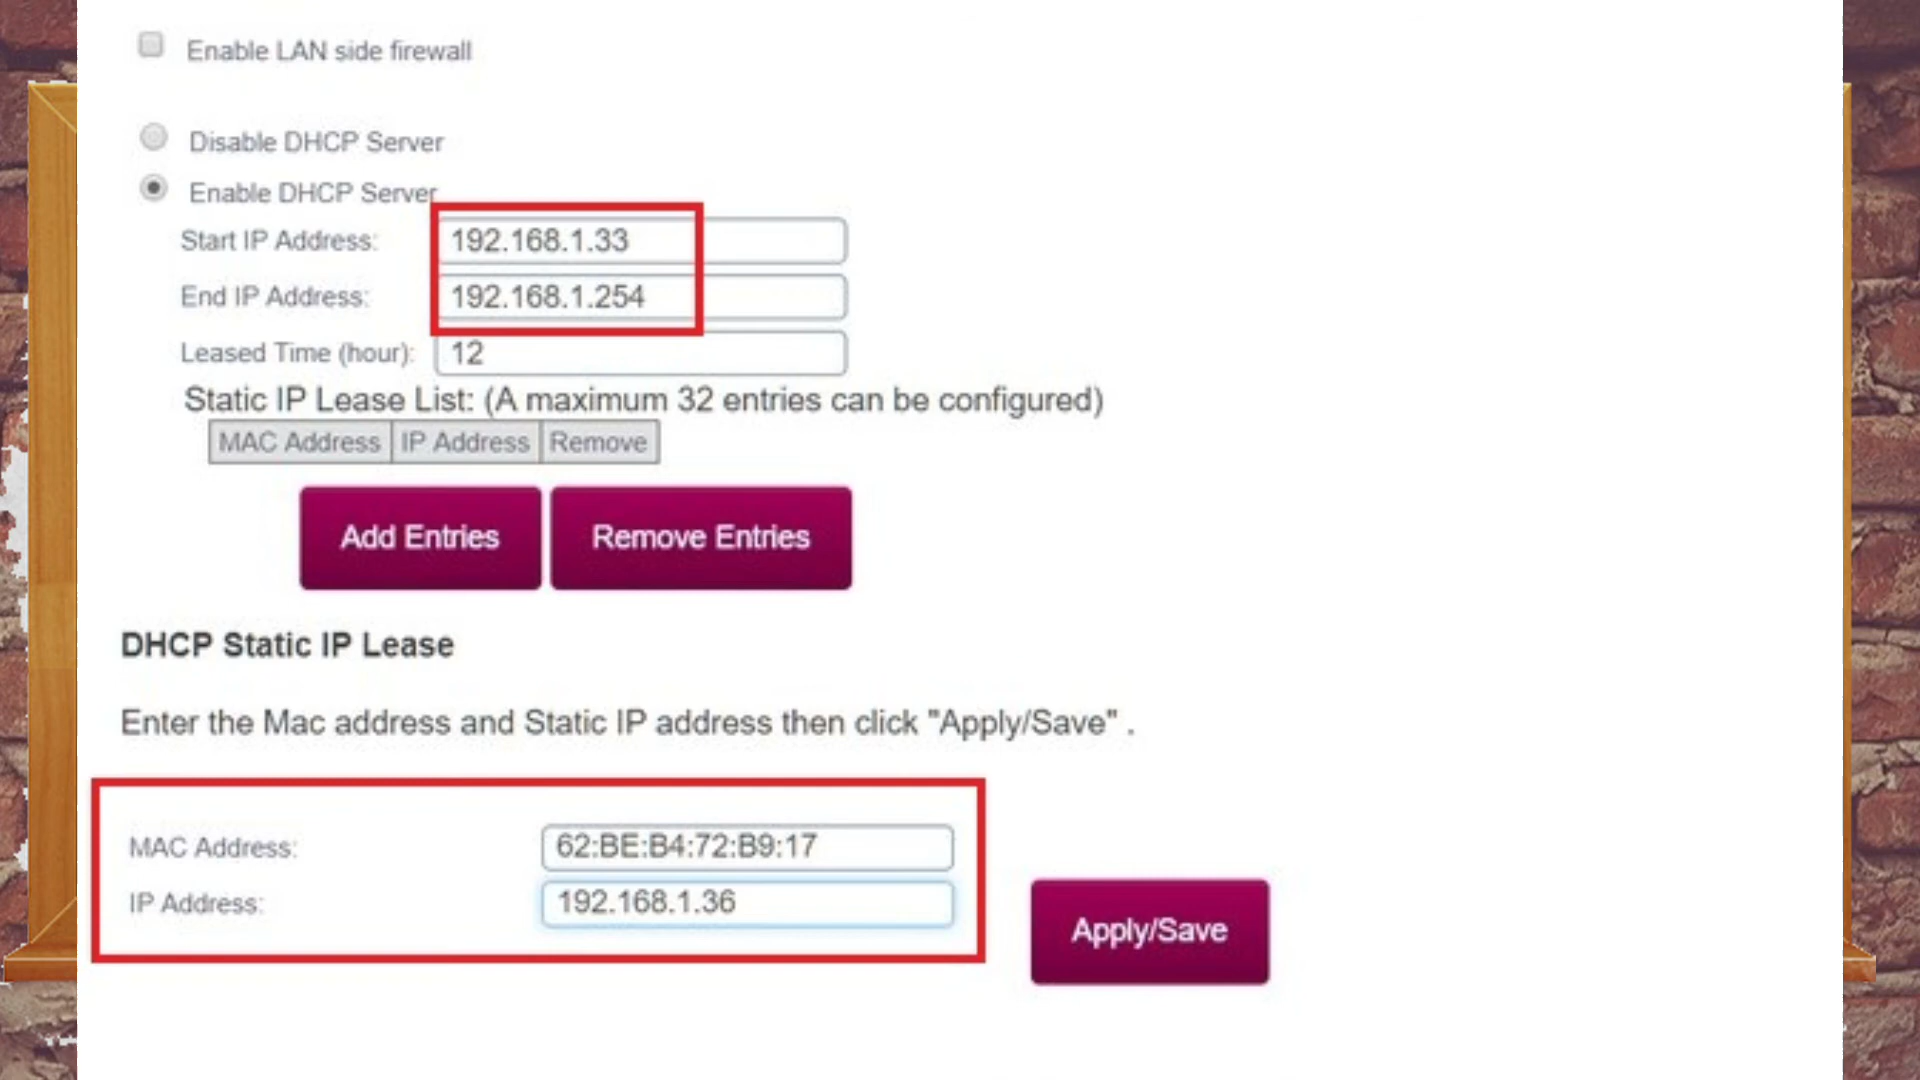 Enable LAN side firewall
Disable DHCP Server
Enable DHCP Server
Start IP Address: 192.168.1.33
End IP Address: 192.168.1.254
Leased Time (hour): 12
Static IP Lease List: (A maximum 32 entries can be configured)
MAC Address IP Address Remove
Add Entries Remove Entries
DHCP Static IP Lease
Enter the Mac address and Static IP address then click "Apply/Save" .
MAC Address: 62:BE:B4:72:B9:17
IP Address: 192.168.1.36
Apply/Save